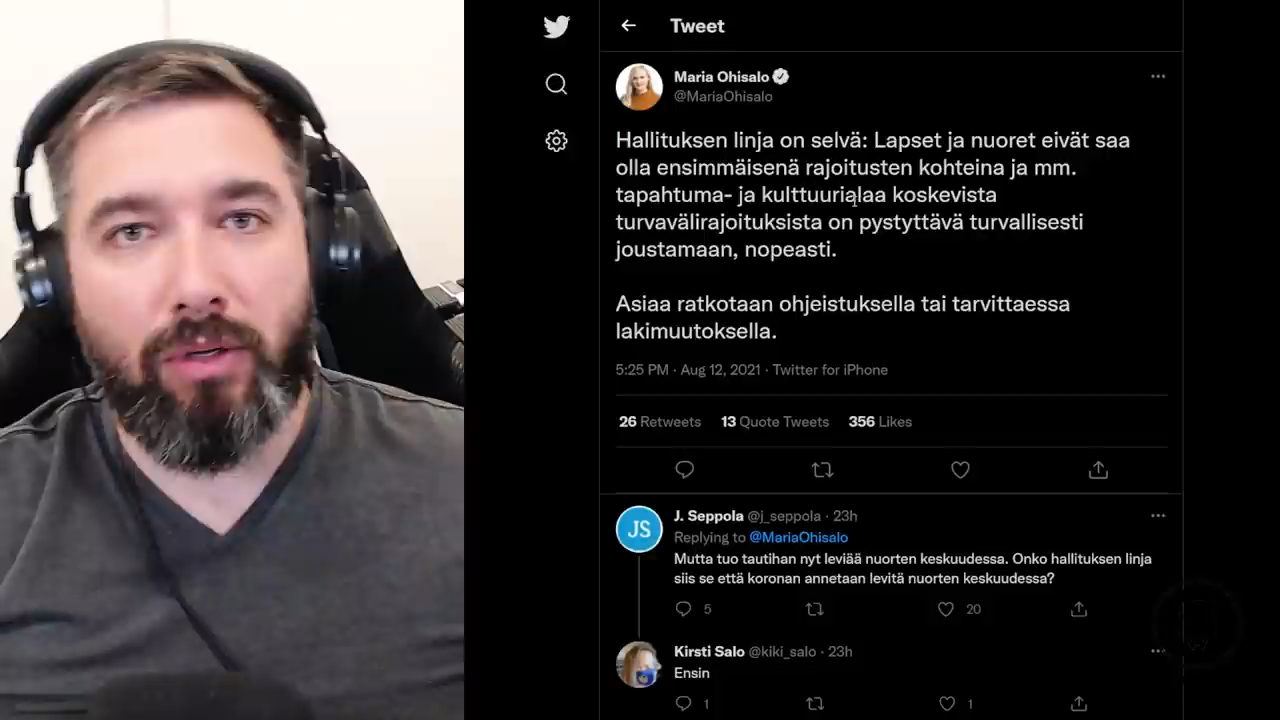 Tweet
Maria Ohisalo
@MariaOhisalo
Hallituksen linja on selvä: Lapset ja nuoret eivät saa
olla ensimmäisenä rajoitusten kohteina ja mm.
tapahtuma- ja kulttuurialaa koskevista
turvavälirajoituksista on pystyttävä turvallisesti
joustamaan, nopeasti.
Asiaa ratkotaan ohjeistuksella tai tarvittaessa
lakimuutoksella.
5:25 PM · Aug 12, 2021 · Twitter for iPhone
26 Retweets 13 Quote Tweets 356 Likes
JS
J. Seppola @j_seppola · 23h
Replying to @MariaOhisalo
Mutta tuo tautihan nyt leviää nuorten keskuudessa. Onko hallituksen linja
siis se että koronan annetaan levitä nuorten keskuudessa?
5 20
Kirsti Salo @kiki_salo · 23h
Ensin
1 1